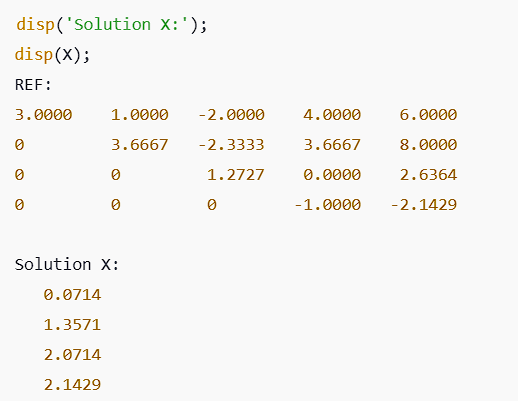 disp('Solution X:');
disp(X);
REF:
3.0000    1.0000   -2.0000    4.0000    6.0000
0         3.6667   -2.3333    3.6667    8.0000
0         0         1.2727    0.0000    2.6364
0         0         0        -1.0000   -2.1429
Solution X:
   0.0714
   1.3571
   2.0714
   2.1429